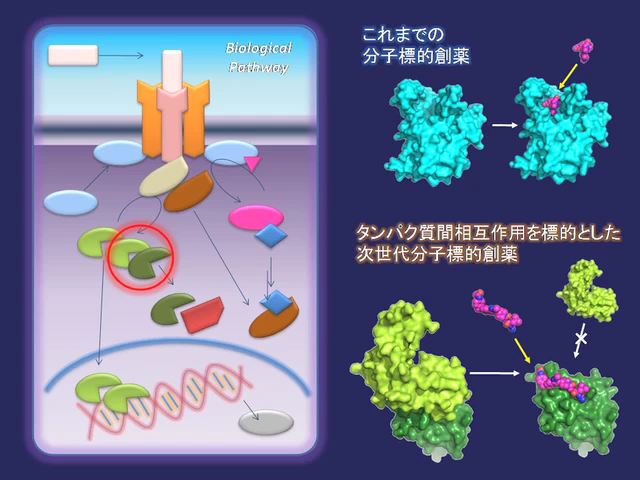 Biological
Pathway
これまでの
分子標的創薬
タンパク質間相互作用を標的とした
次世代分子標的創薬